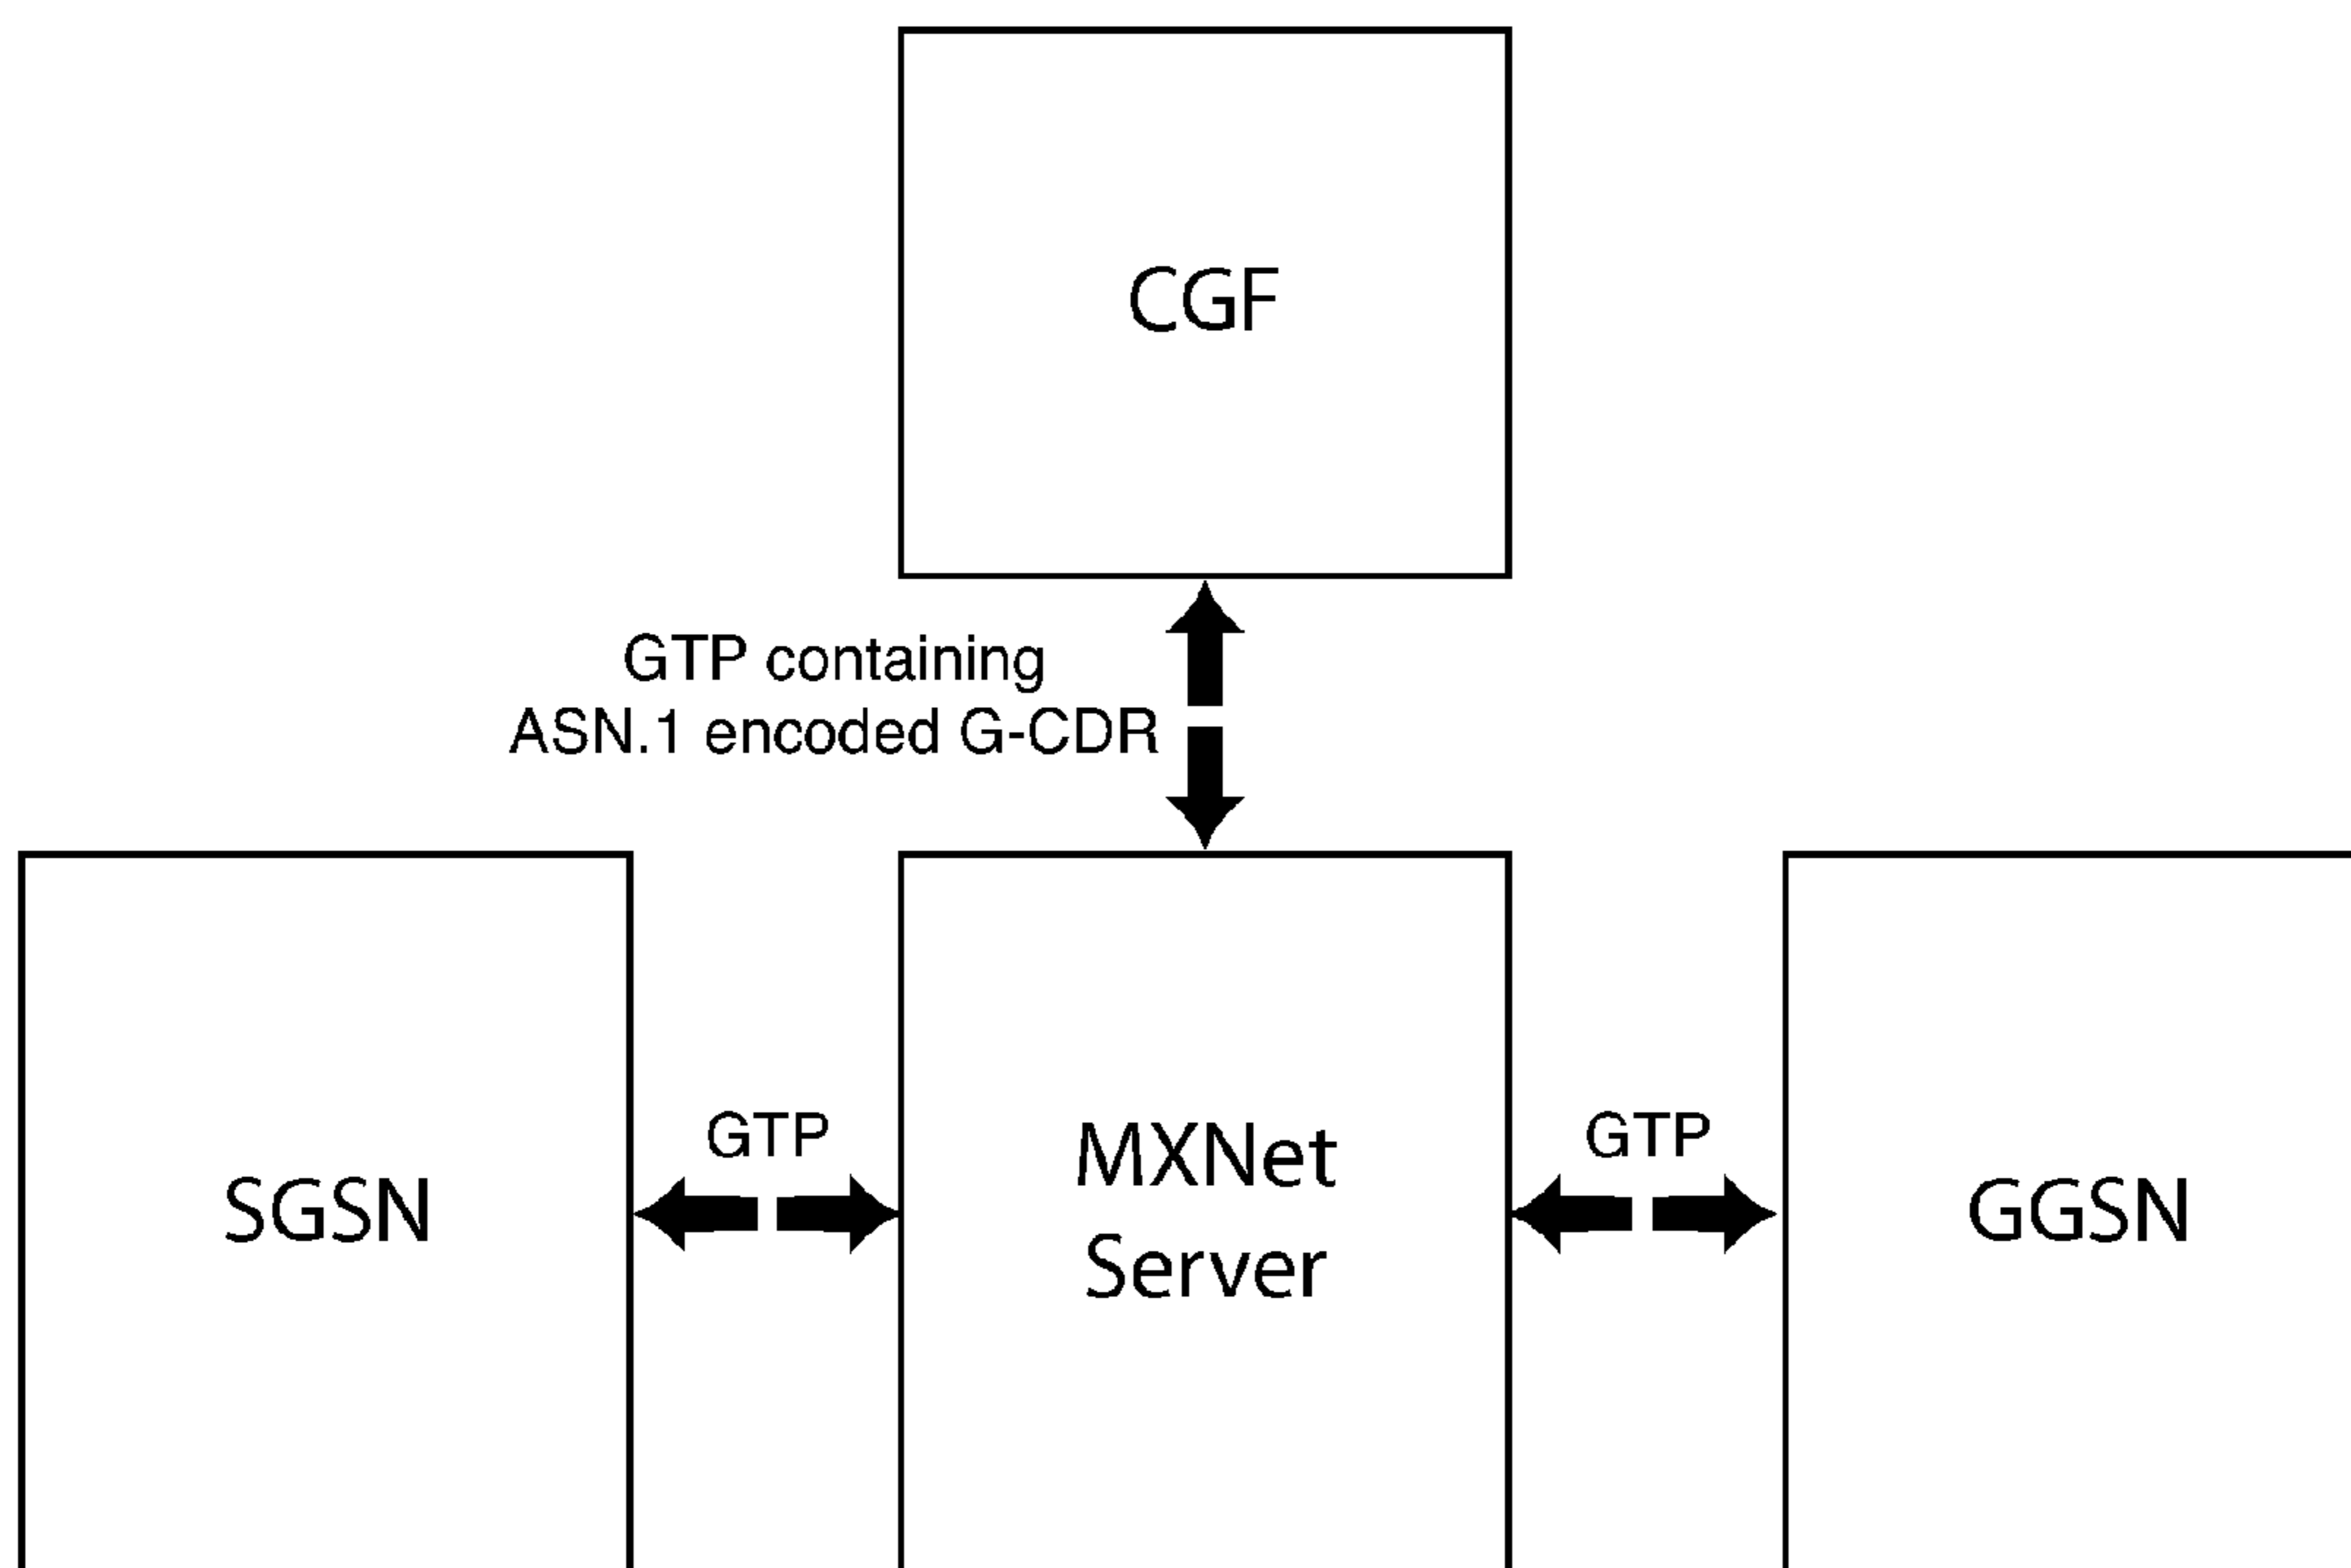 CGF
GTP containing
ASN.1 encoded G-CDR
SGSN
GTP
MXNet
Server
GTP
GGSN